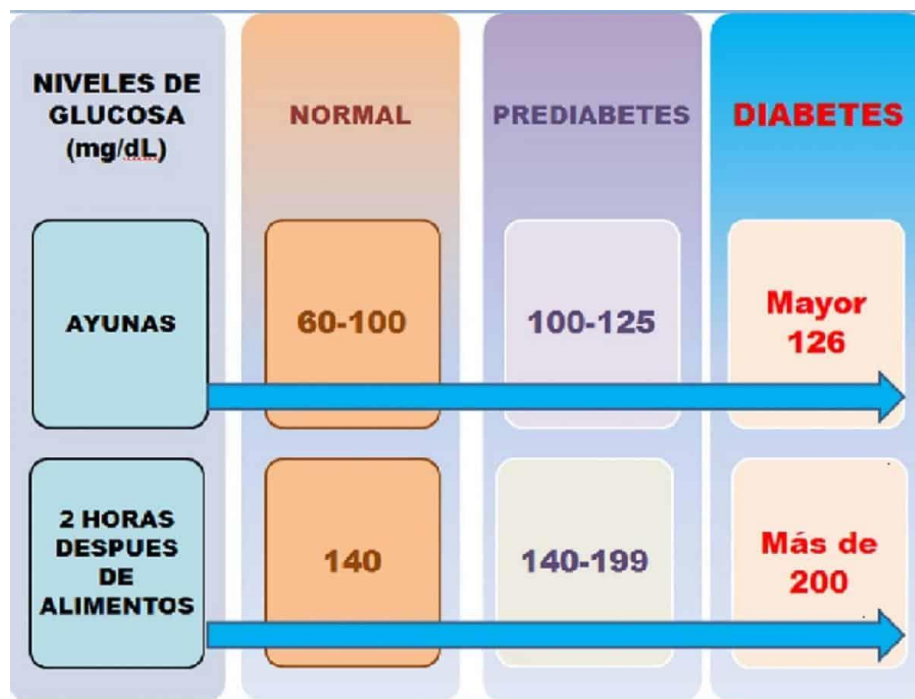 NIVELES DE
GLUCOSA
(mg/dL)
NORMAL
PREDIABETES
DIABETES
AYUNAS
60-100
100-125
Mayor
126
2 HORAS
DESPUES
DE
ALIMENTOS
140
140-199
Más de
200